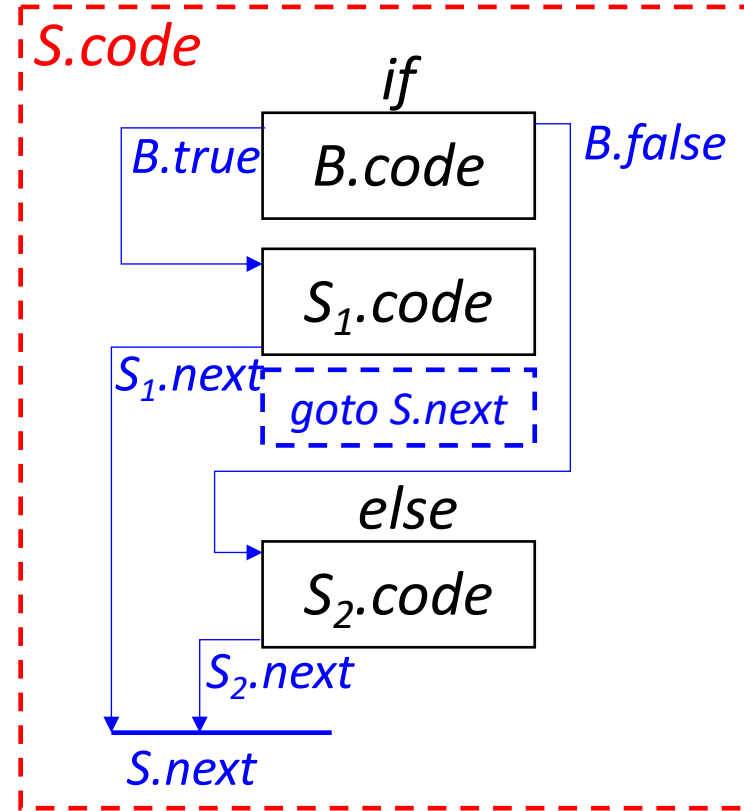 S.code
if
B.true
B.code
B.false
S₁.code
S₁.next
goto S.next
else
S₂.code
S₂.next
S.next